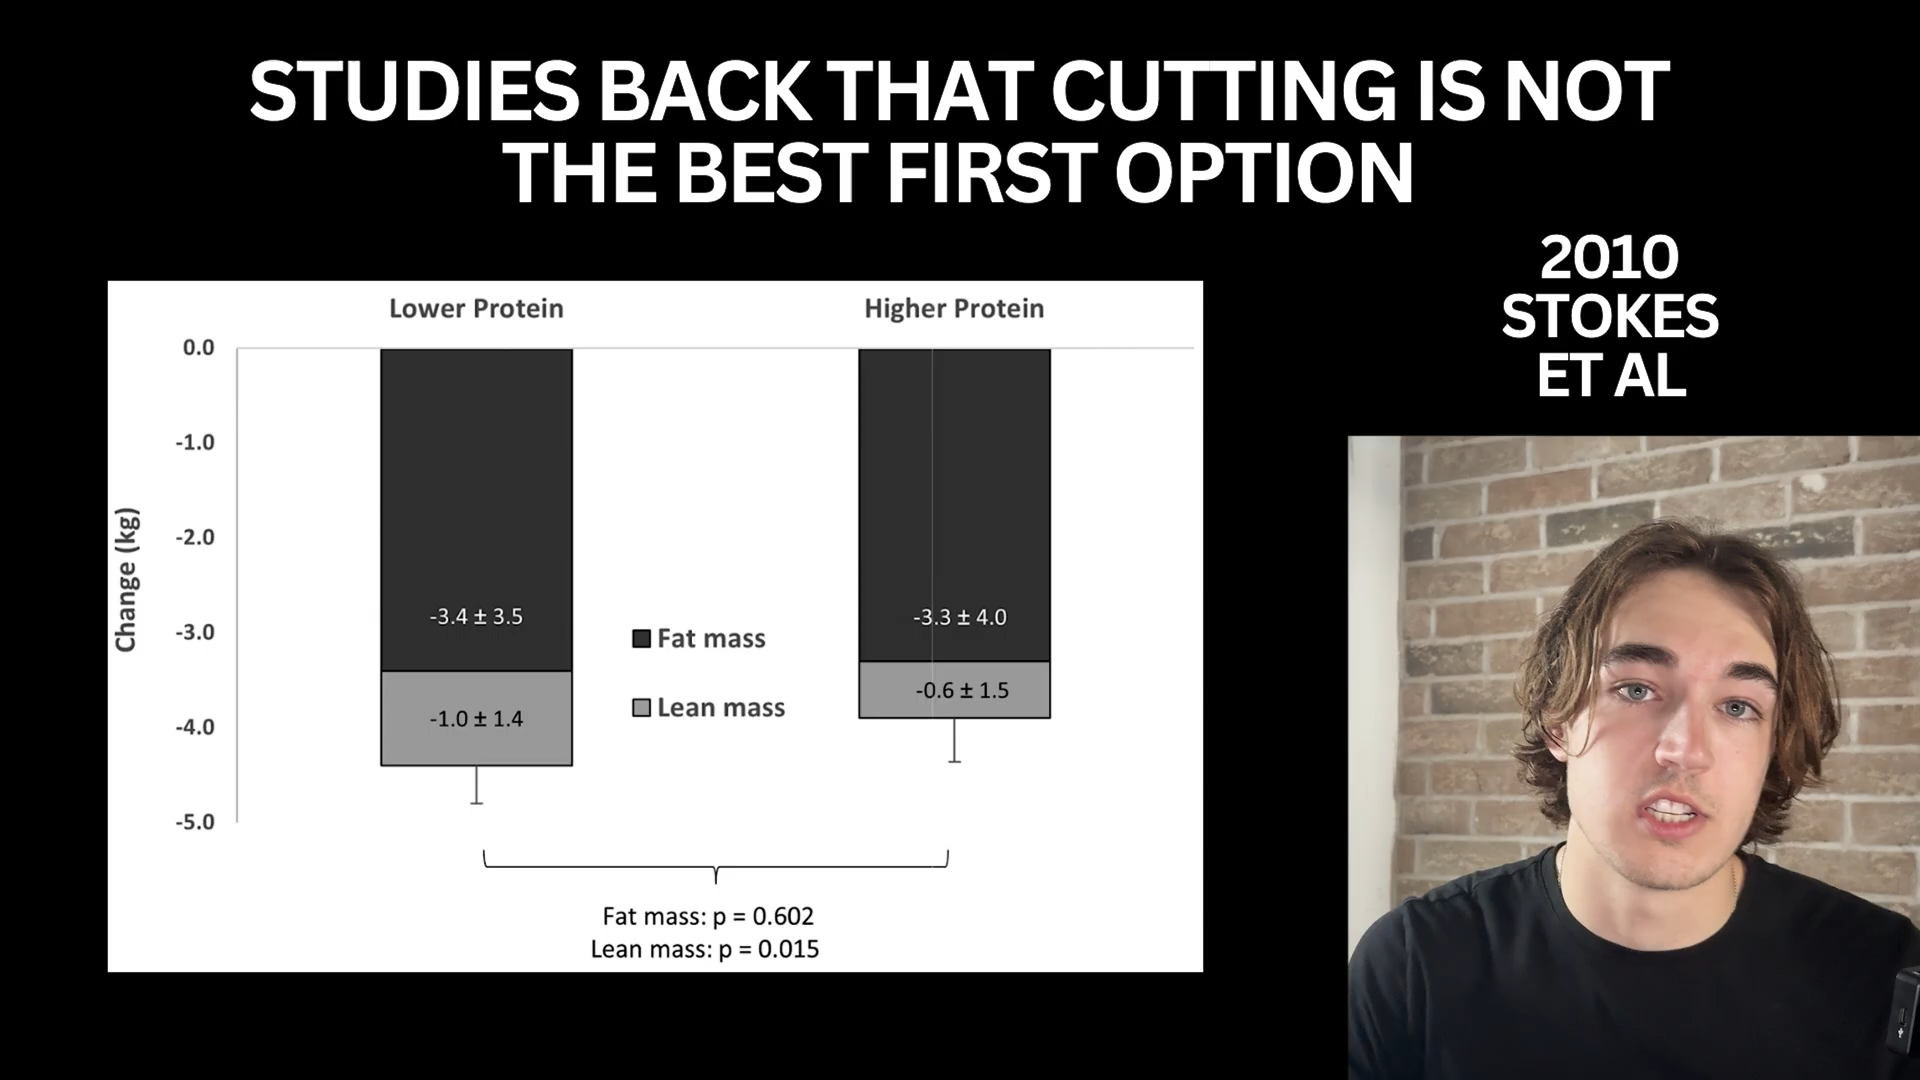 STUDIES BACK THAT CUTTING IS NOT
THE BEST FIRST OPTION
2010
STOKES
ET AL
Lower Protein
Higher Protein
0.0
-1.0
-2.0
-3.0
-4.0
-5.0
Change (kg)
-3.4 ± 3.5
-3.3 ± 4.0
Fat mass
-0.6 ± 1.5
Lean mass
-1.0 ± 1.4
Fat mass: p = 0.602
Lean mass: p = 0.015